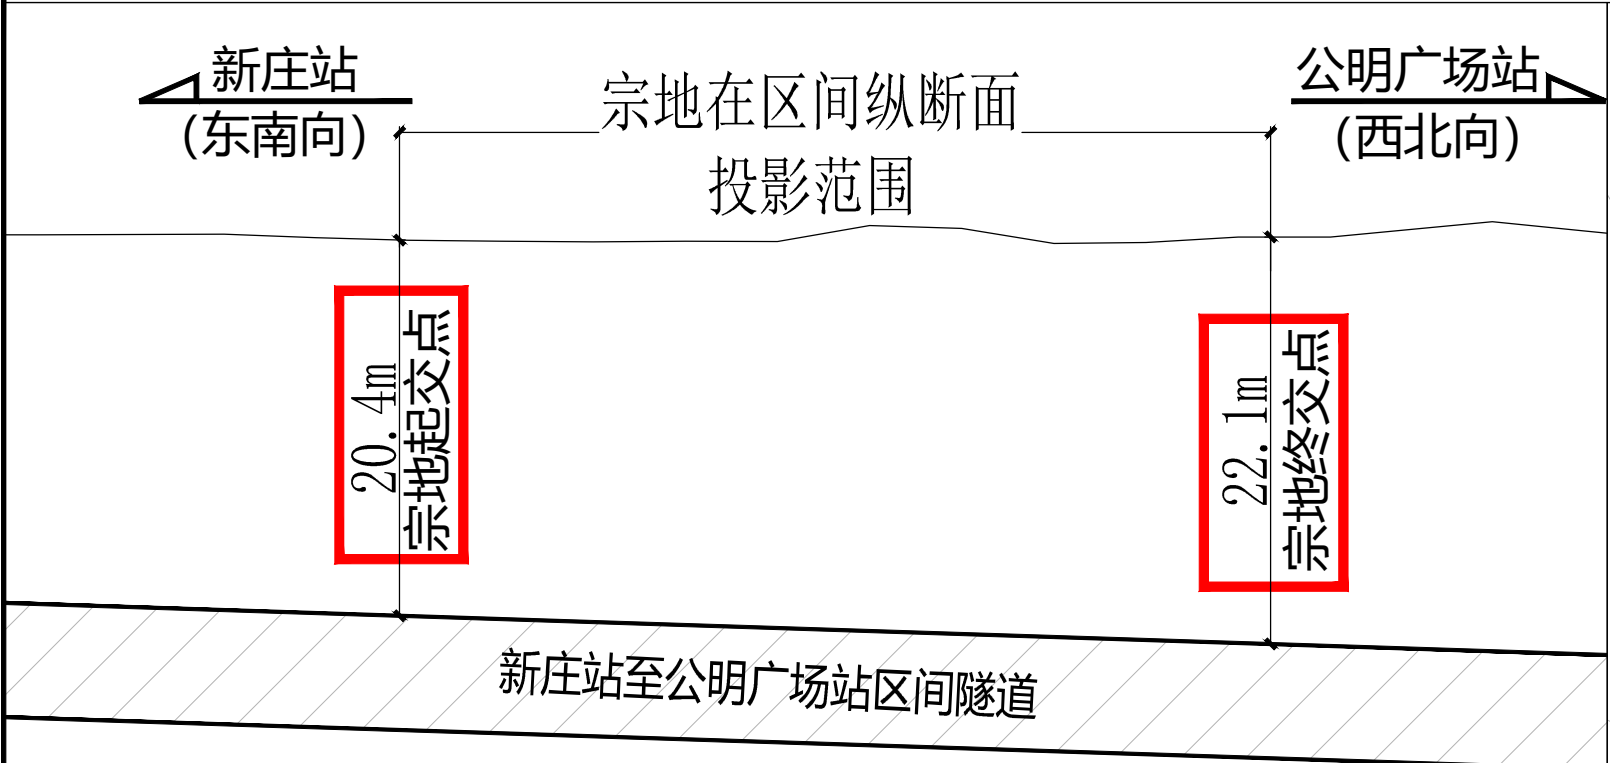 新庄站
(东南向)
宗地在区间纵断面
投影范围
公明广场站
(西北向)
20.4m
宗地起交点
22.1m
宗地终交点
新庄站至公明广场站区间隧道